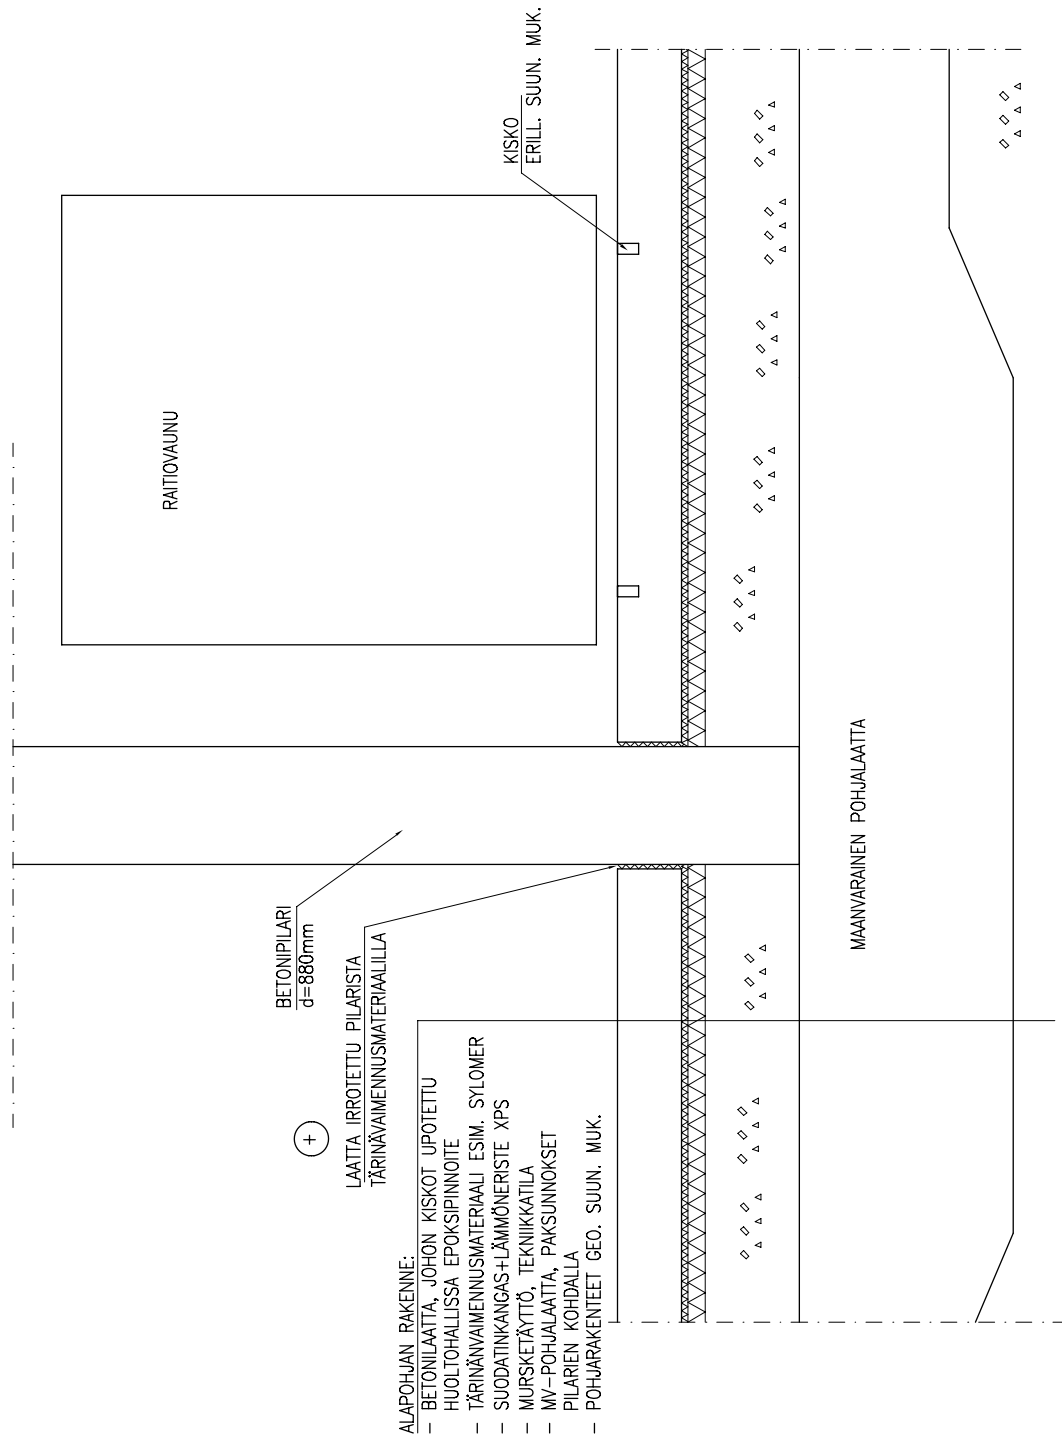 KISKO
ERILL. SUUN. MUK.
RAITIOVAUNU
BETONIPILARI
d=880mm
LAATTA IRROTETTU PILARISTA
TÄRINÄVAIMENNUSMATERIAALILLA
ALAPOHJAN RAKENNE:
- BETONILAATTA, JOHON KISKOT UPOTETTU
HUOLTOHALLISSA EPOKSIPINNOITE
- TÄRINÄNVAIMENNUSMATERIAALI ESIM. SYLOMER
- SUODATINKANGAS+LÄMMÖNERISTE XPS
- MURSKETÄYTTÖ, TEKNIIKKATILA
- MV-POHJALAATTA, PAKSUNNOKSET
PILARIEN KOHDALLA
- POHJARAKENTEET GEO. SUUN. MUK.
MAANVARAINEN POHJALAATTA